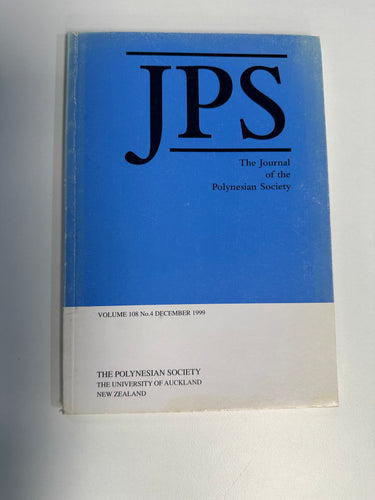 JPS
The Journal
of the
Polynesian Society
VOLUME 108 No.4 DECEMBER 1999
THE POLYNESIAN SOCIETY
THE UNIVERSITY OF AUCKLAND
NEW ZEALAND